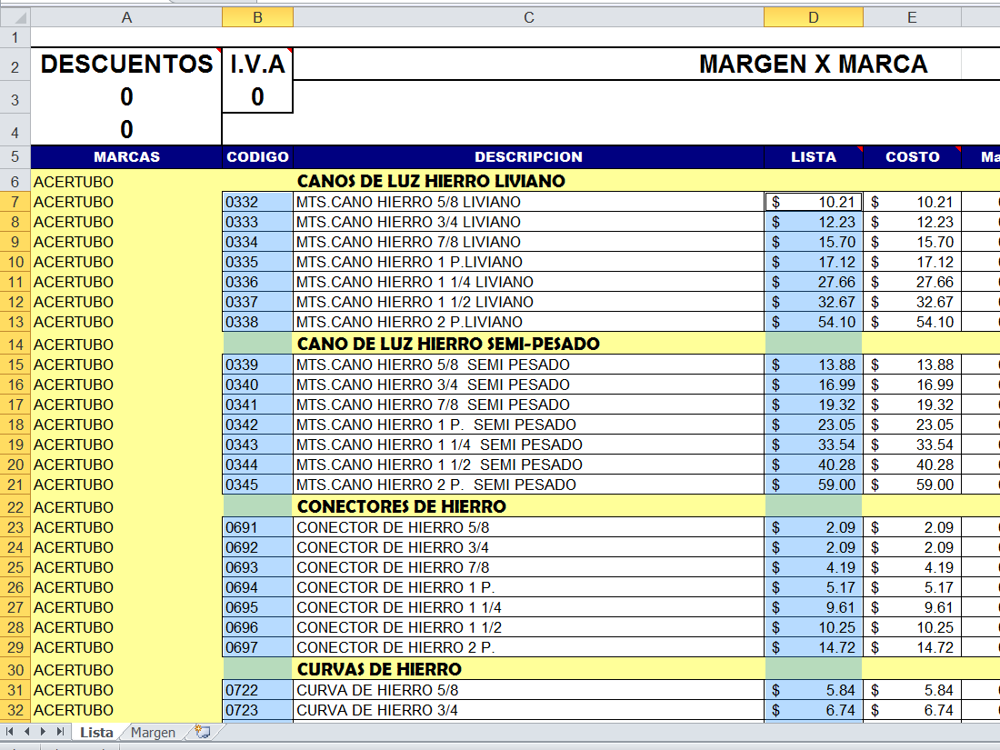 A B C D E
1
2 DESCUENTOS I.V.A MARGEN X MARCA
3 0 0
4 0
5 MARCAS CODIGO DESCRIPCION LISTA COSTO Ma
6 ACERTUBO CANOS DE LUZ HIERRO LIVIANO
7 ACERTUBO 0332 MTS.CANO HIERRO 5/8 LIVIANO $ 10.21 $ 10.21
8 ACERTUBO 0333 MTS.CANO HIERRO 3/4 LIVIANO $ 12.23 $ 12.23
9 ACERTUBO 0334 MTS.CANO HIERRO 7/8 LIVIANO $ 15.70 $ 15.70
10 ACERTUBO 0335 MTS.CANO HIERRO 1 P.LIVIANO $ 17.12 $ 17.12
11 ACERTUBO 0336 MTS.CANO HIERRO 1 1/4 LIVIANO $ 27.66 $ 27.66
12 ACERTUBO 0337 MTS.CANO HIERRO 1 1/2 LIVIANO $ 32.67 $ 32.67
13 ACERTUBO 0338 MTS.CANO HIERRO 2 P.LIVIANO $ 54.10 $ 54.10
14 ACERTUBO CANO DE LUZ HIERRO SEMI-PESADO
15 ACERTUBO 0339 MTS.CANO HIERRO 5/8  SEMI PESADO $ 13.88 $ 13.88
16 ACERTUBO 0340 MTS.CANO HIERRO 3/4  SEMI PESADO $ 16.99 $ 16.99
17 ACERTUBO 0341 MTS.CANO HIERRO 7/8  SEMI PESADO $ 19.32 $ 19.32
18 ACERTUBO 0342 MTS.CANO HIERRO 1 P.  SEMI PESADO $ 23.05 $ 23.05
19 ACERTUBO 0343 MTS.CANO HIERRO 1 1/4  SEMI PESADO $ 33.54 $ 33.54
20 ACERTUBO 0344 MTS.CANO HIERRO 1 1/2  SEMI PESADO $ 40.28 $ 40.28
21 ACERTUBO 0345 MTS.CANO HIERRO 2 P.  SEMI PESADO $ 59.00 $ 59.00
22 ACERTUBO CONECTORES DE HIERRO
23 ACERTUBO 0691 CONECTOR DE HIERRO 5/8 $ 2.09 $ 2.09
24 ACERTUBO 0692 CONECTOR DE HIERRO 3/4 $ 2.09 $ 2.09
25 ACERTUBO 0693 CONECTOR DE HIERRO 7/8 $ 4.19 $ 4.19
26 ACERTUBO 0694 CONECTOR DE HIERRO 1 P. $ 5.17 $ 5.17
27 ACERTUBO 0695 CONECTOR DE HIERRO 1 1/4 $ 9.61 $ 9.61
28 ACERTUBO 0696 CONECTOR DE HIERRO 1 1/2 $ 10.25 $ 10.25
29 ACERTUBO 0697 CONECTOR DE HIERRO 2 P. $ 14.72 $ 14.72
30 ACERTUBO CURVAS DE HIERRO
31 ACERTUBO 0722 CURVA DE HIERRO 5/8 $ 5.84 $ 5.84
32 ACERTUBO 0723 CURVA DE HIERRO 3/4 $ 6.74 $ 6.74
Lista Margen